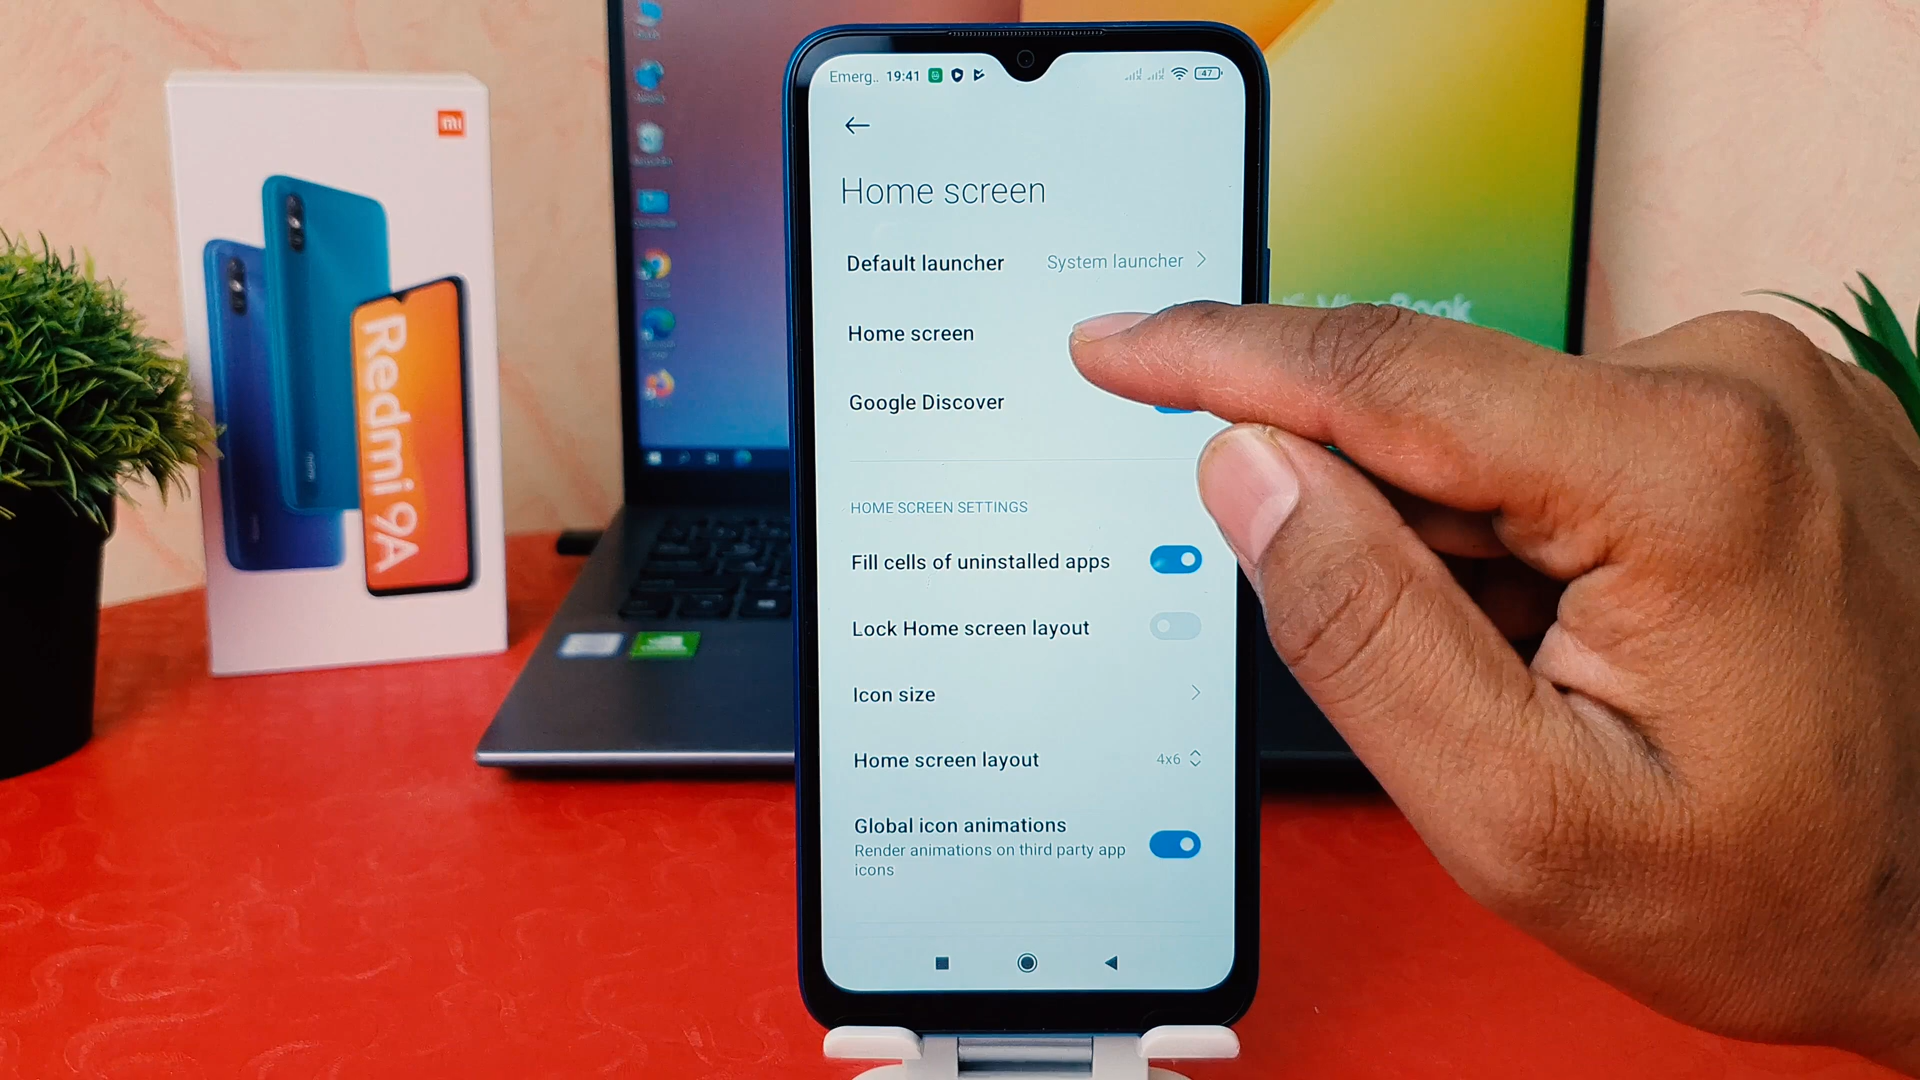 mi
Redmi 9A
Emerg.. 19:41
47
Home screen
Default launcher System launcher
Home screen
Google Discover
HOME SCREEN SETTINGS
Fill cells of uninstalled apps
Lock Home screen layout
Icon size
Home screen layout 4x6
Global icon animations
Render animations on third party app
icons